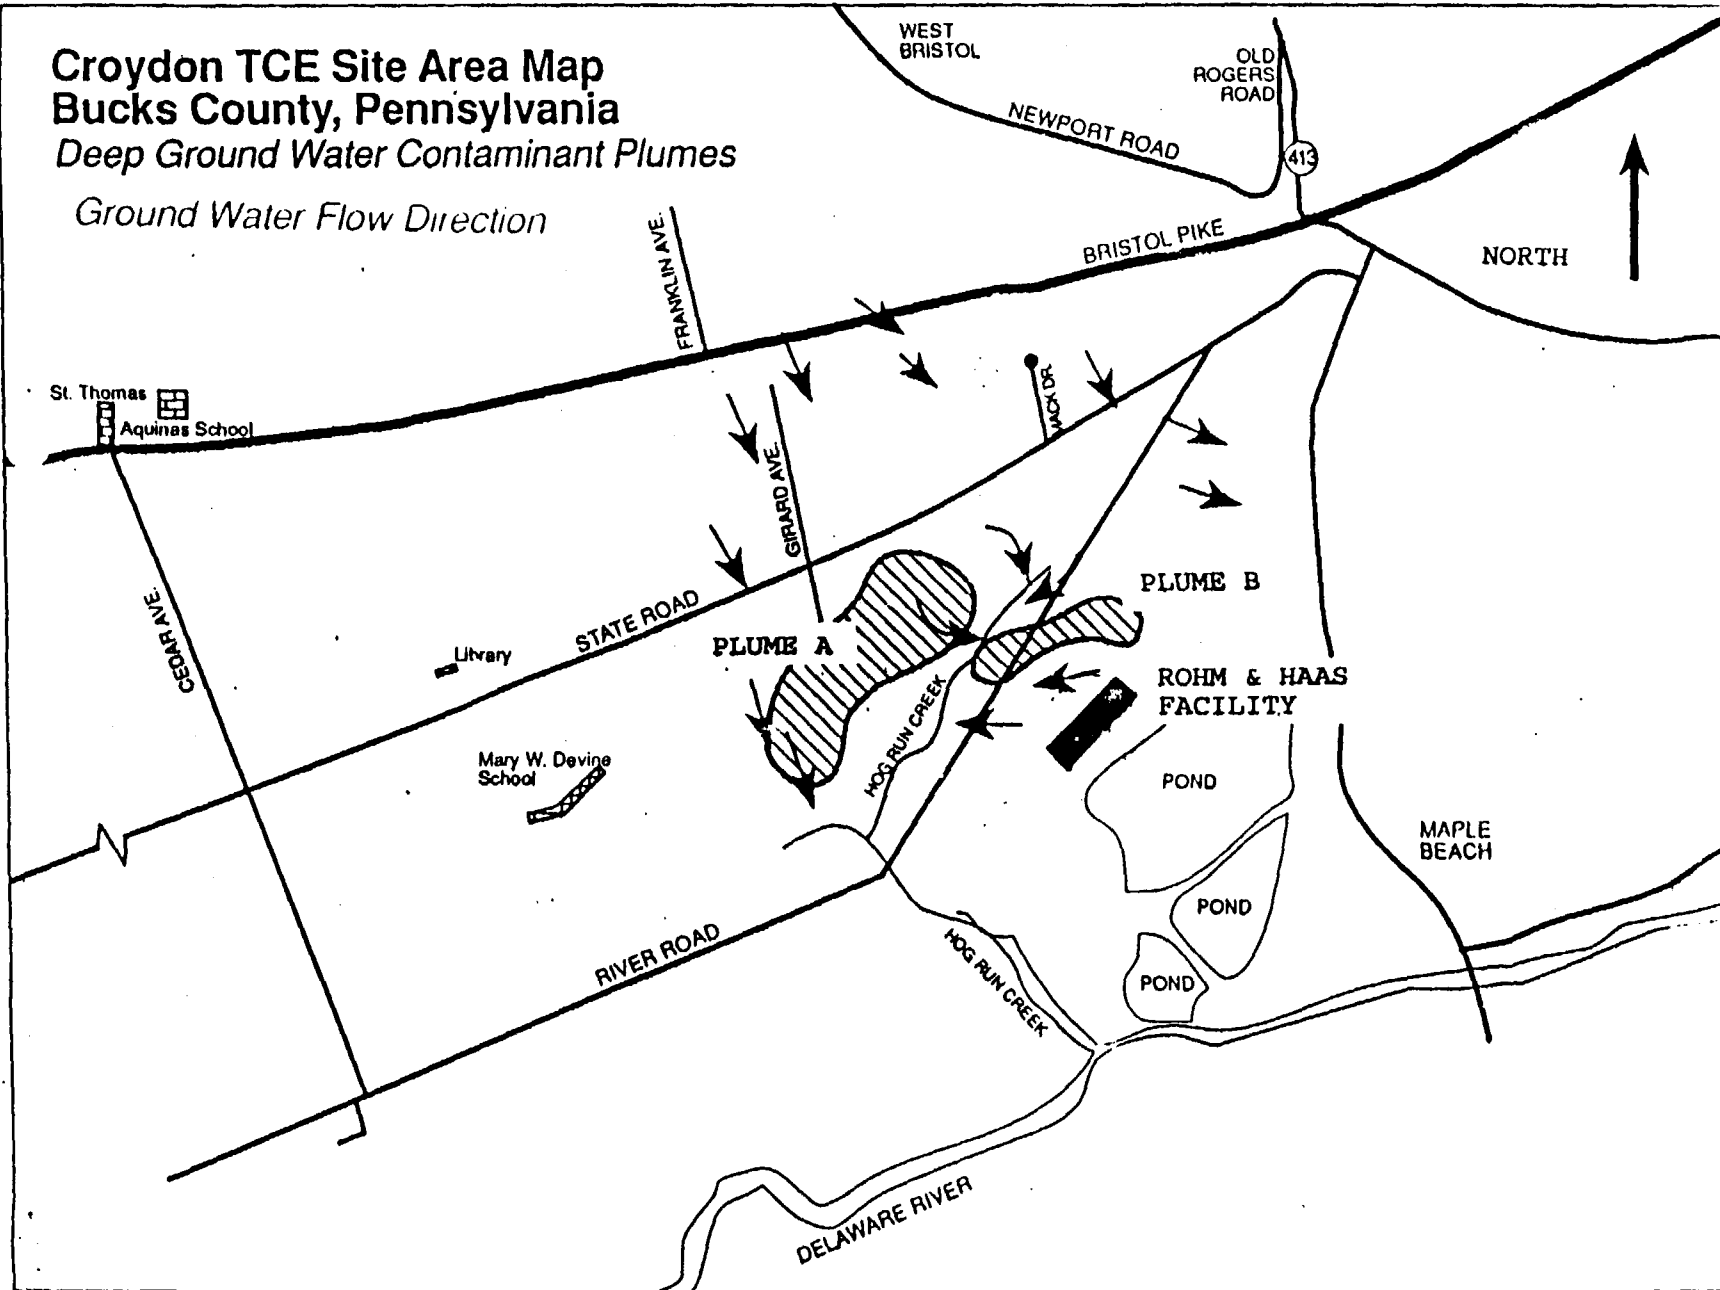 Croydon TCE Site Area Map
Bucks County, Pennsylvania
Deep Ground Water Contaminant Plumes
Ground Water Flow Direction
WEST
BRISTOL
OLD
ROGERS
ROAD
NEWPORT ROAD
413
BRISTOL PIKE
NORTH
FRANKLIN AVE.
St. Thomas
Aquinas School
MACK DR.
GIRARD AVE.
CEDAR AVE.
STATE ROAD
Library
PLUME A
PLUME B
ROHM & HAAS
FACILITY
HOG RUN CREEK
Mary W. Devine
School
POND
MAPLE
BEACH
POND
RIVER ROAD
HOG RUN CREEK
POND
DELAWARE RIVER